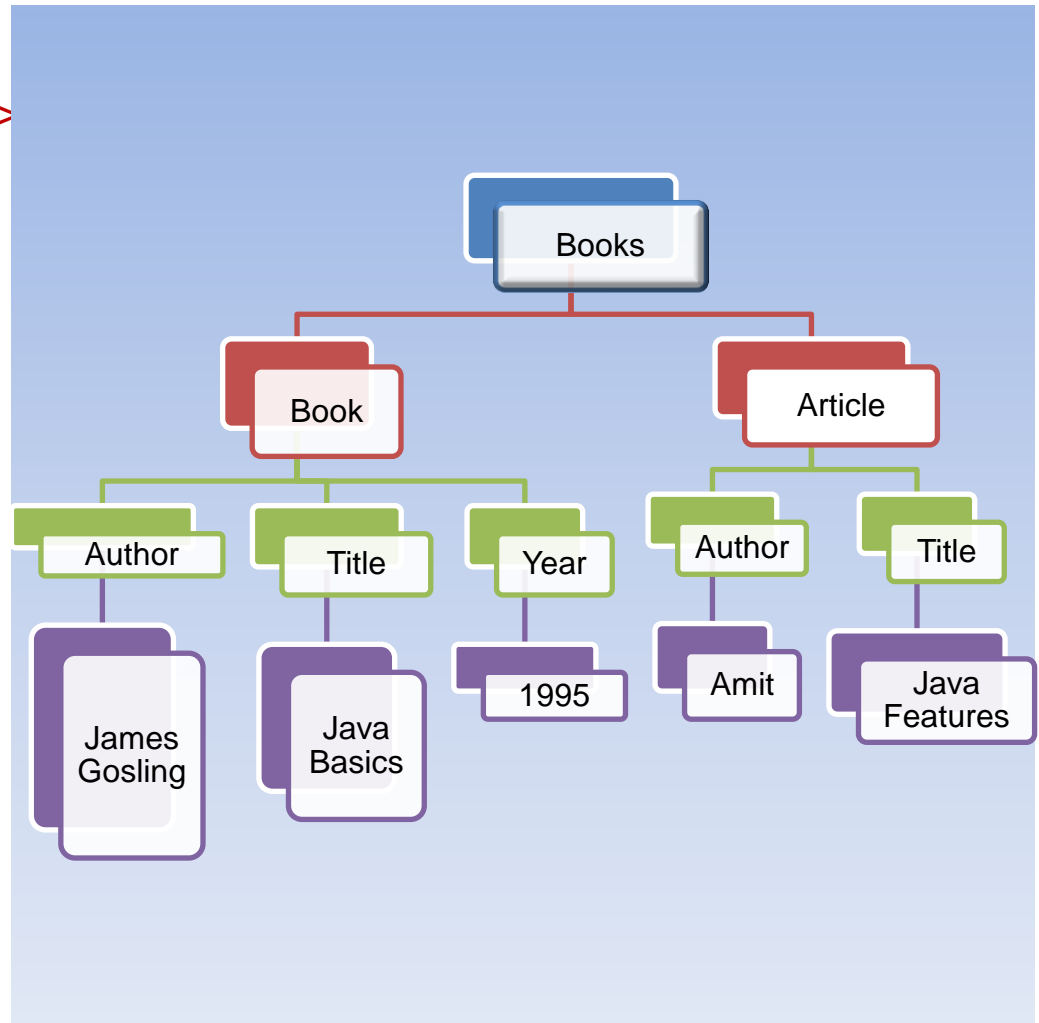 >
Books
Book
Article
Author
Title
Year
Author
Title
James
Gosling
Java
Basics
1995
Amit
Java
Features